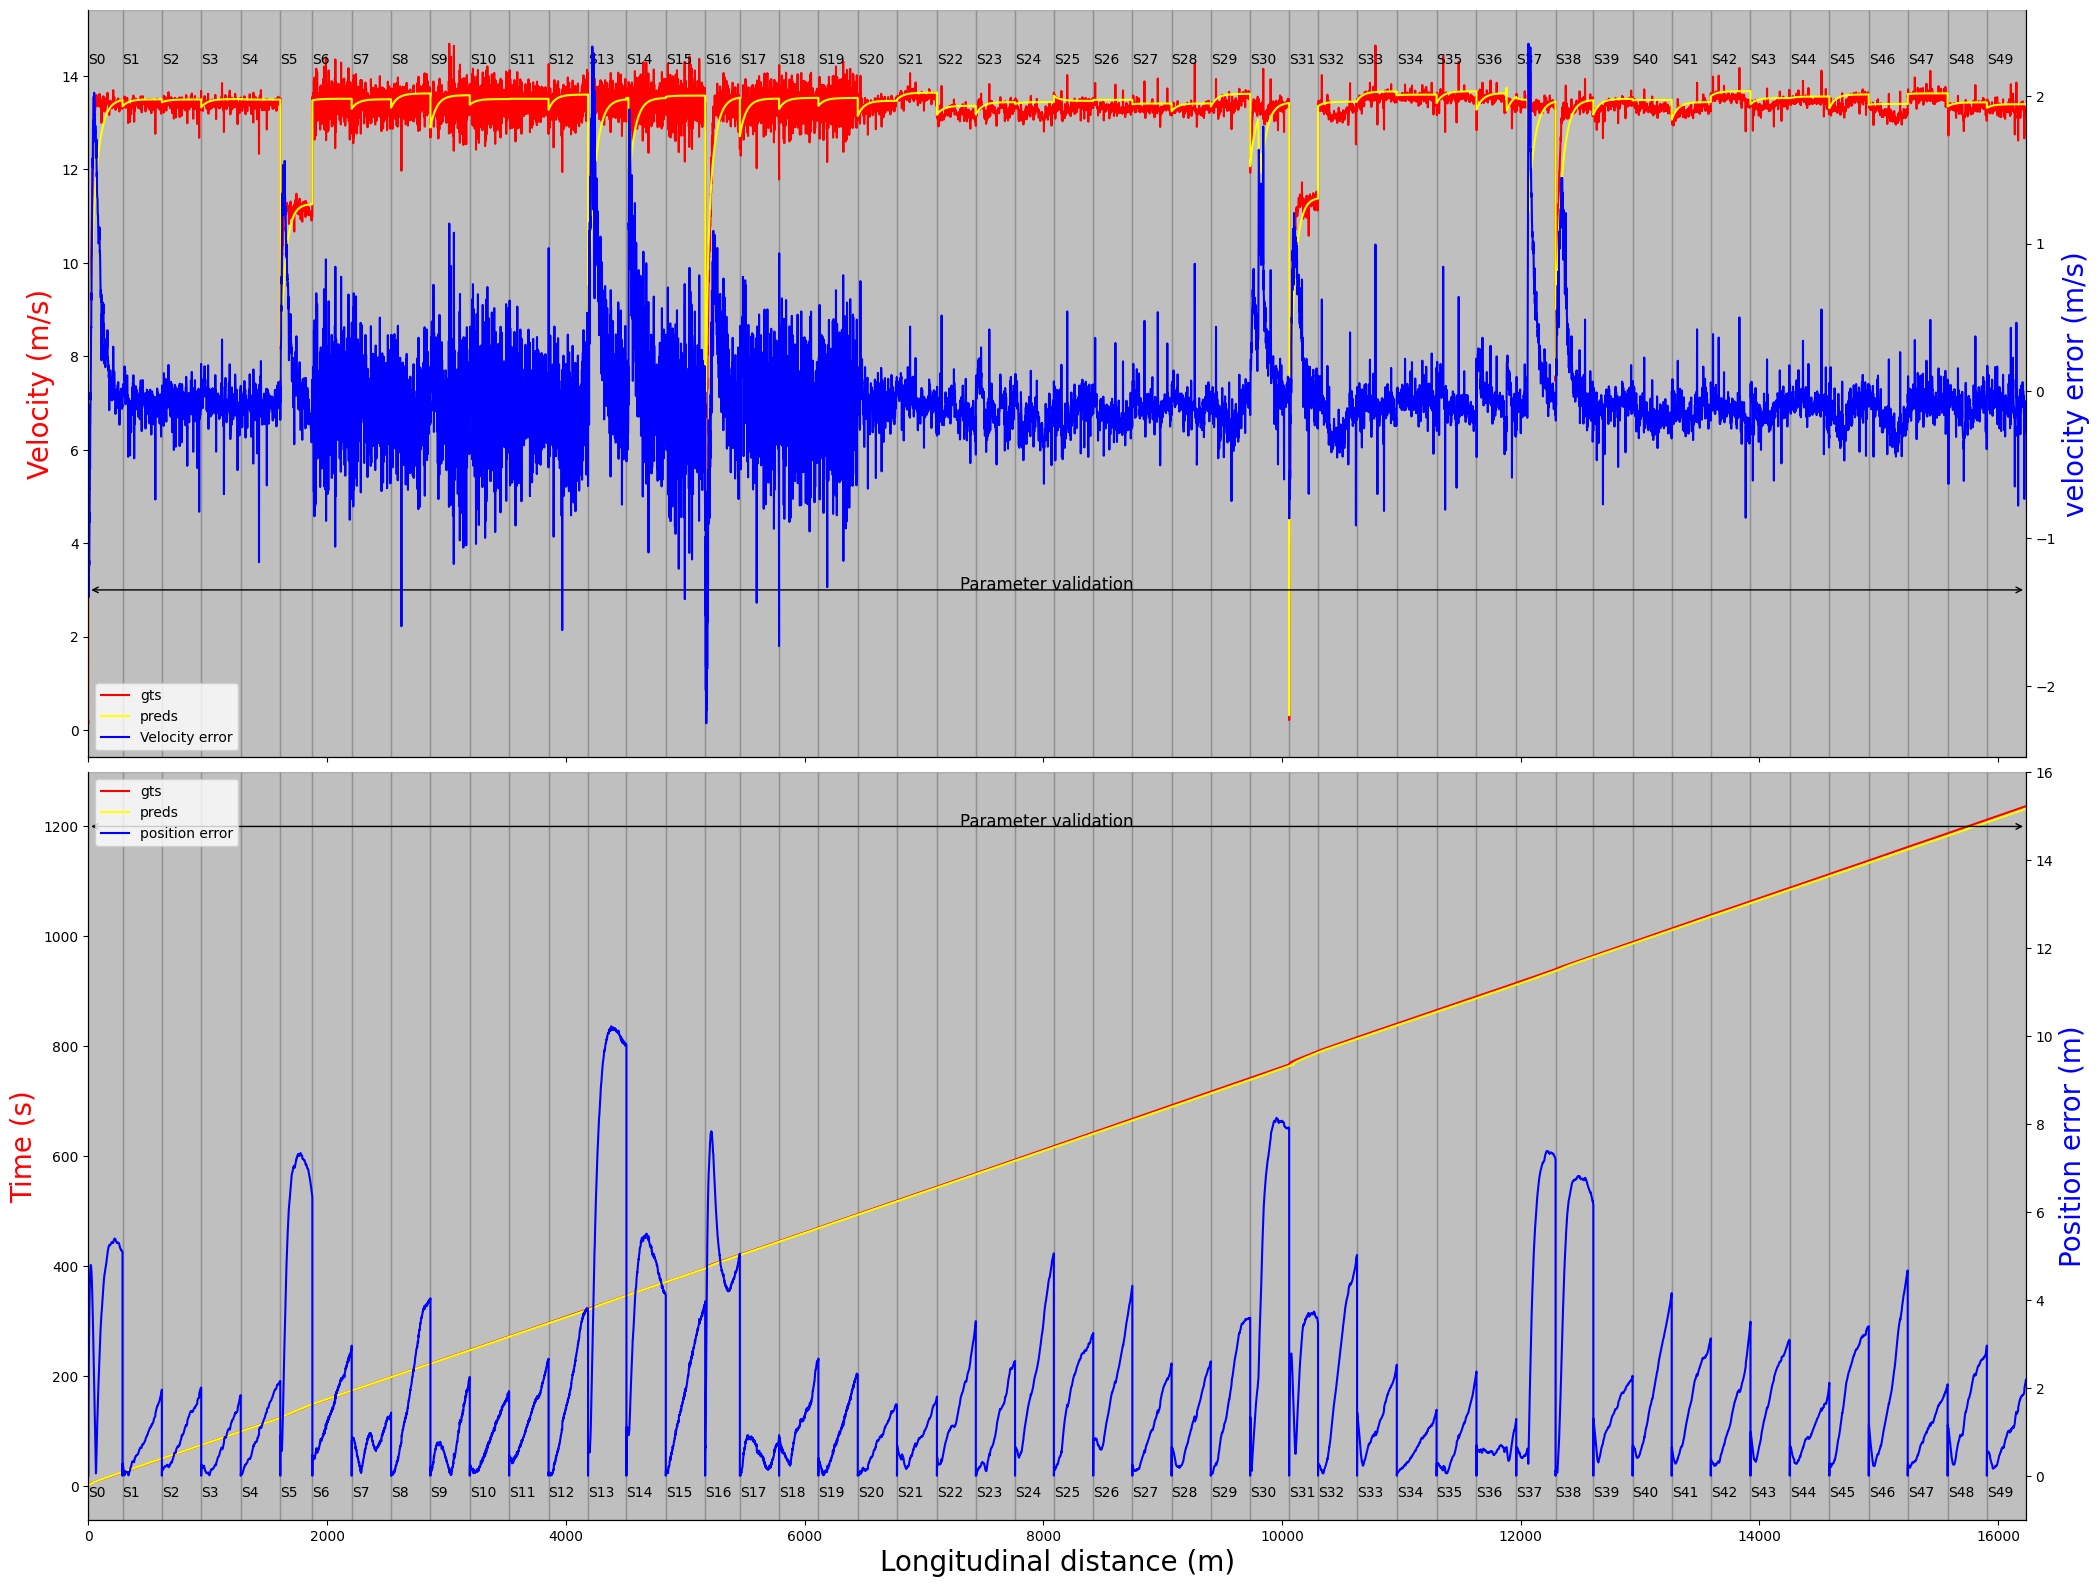 S0 S1 S2 S3 S4 S5 S6 S7 S8 S9 S10 S11 S12 S13 S14 S15 S16 S17 S18 S19 S20 S21 S22 S23 S24 S25 S26 S27 S28 S29 S30 S31 S32 S33 S34 S35 S36 S37 S38 S39 S40 S41 S42 S43 S44 S45 S46 S47 S48 S49
14
12
10
8
6
4
2
0
Velocity (m/s)
Parameter validation
gts
preds
Velocity error
2
1
0
−1
−2
velocity error (m/s)
gts
preds
position error
Parameter validation
1200
1000
800
600
400
200
0
Time (s)
16
14
12
10
8
6
4
2
0
Position error (m)
S0 S1 S2 S3 S4 S5 S6 S7 S8 S9 S10 S11 S12 S13 S14 S15 S16 S17 S18 S19 S20 S21 S22 S23 S24 S25 S26 S27 S28 S29 S30 S31 S32 S33 S34 S35 S36 S37 S38 S39 S40 S41 S42 S43 S44 S45 S46 S47 S48 S49
0 2000 4000 6000 8000 10000 12000 14000 16000
Longitudinal distance (m)